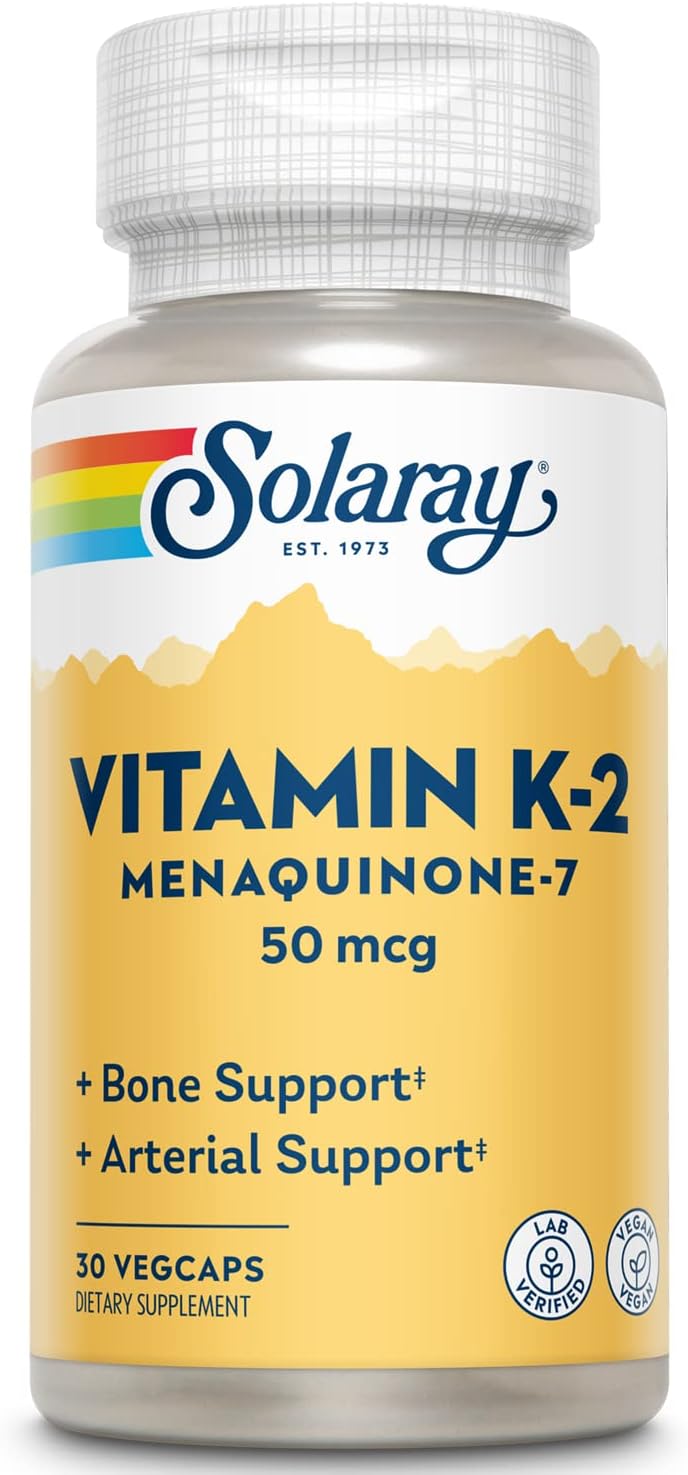 Solaray®
EST. 1973
VITAMIN K-2
MENAQUINONE-7
50 mcg
+ Bone Support‡
+ Arterial Support‡
30 VEGCAPS
DIETARY SUPPLEMENT
LAB
VERIFIED
VEGAN
VEGAN